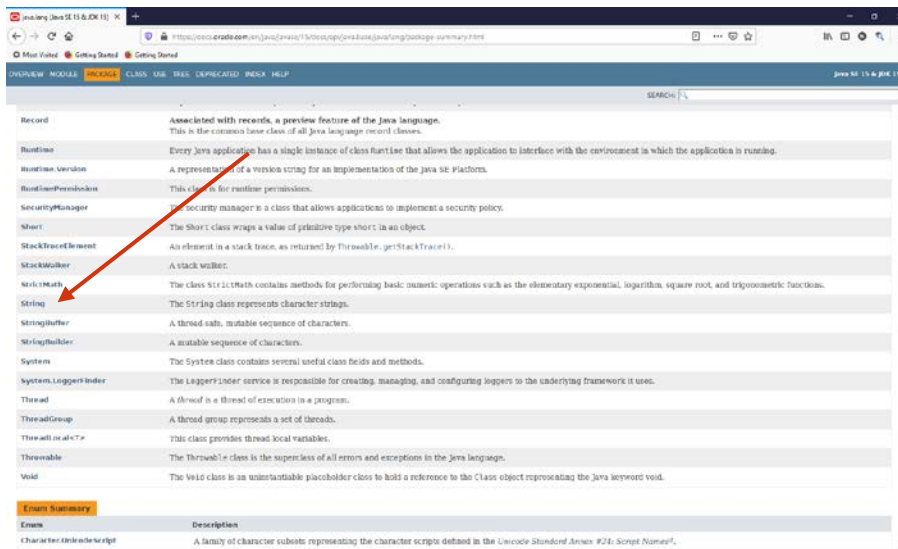 java.lang (Java SE 15 & JDK 15)
https://docs.oracle.com/en/java/javase/15/docs/api/java.base/java/lang/package-summary.html
Most Visited Getting Started Getting Started
OVERVIEW MODULE PACKAGE CLASS USE TREE DEPRECATED INDEX HELP
Java SE 15 & JDK 15
SEARCH:
Record Associated with records, a preview feature of the Java language.
This is the common base class of all Java language record classes.
Runtime Every Java application has a single instance of class Runtime that allows the application to interface with the environment in which the application is running.
Runtime.Version A representation of a version string for an implementation of the Java SE Platform.
RuntimePermission This class is for runtime permissions.
SecurityManager The security manager is a class that allows applications to implement a security policy.
Short The Short class wraps a value of primitive type short in an object.
StackTraceElement An element in a stack trace, as returned by Throwable.getStackTrace().
StackWalker A stack walker.
StrictMath The class StrictMath contains methods for performing basic numeric operations such as the elementary exponential, logarithm, square root, and trigonometric functions.
String The String class represents character strings.
StringBuffer A thread-safe, mutable sequence of characters.
StringBuilder A mutable sequence of characters.
System The System class contains several useful class fields and methods.
System.LoggerFinder The LoggerFinder service is responsible for creating, managing, and configuring loggers to the underlying framework it uses.
Thread A thread is a thread of execution in a program.
ThreadGroup A thread group represents a set of threads.
ThreadLocal<T> This class provides thread-local variables.
Throwable The Throwable class is the superclass of all errors and exceptions in the Java language.
Void The Void class is an uninstantiable placeholder class to hold a reference to the Class object representing the Java keyword void.
Enum Summary
Enum Description
Character.UnicodeScript A family of character subsets representing the character scripts defined in the Unicode Standard Annex #24: Script Names.